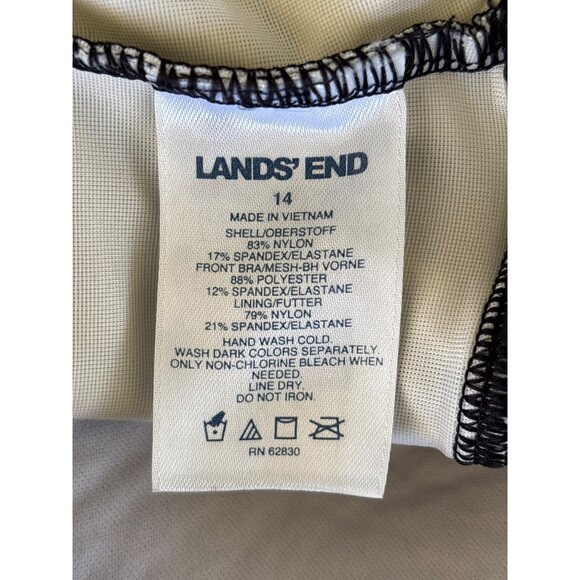 LANDS' END
14
MADE IN VIETNAM
SHELL/OBERSTOFF
83% NYLON
17% SPANDEX/ELASTANE
FRONT BRA/MESH-BH VORNE
88% POLYESTER
12% SPANDEX/ELASTANE
LINING/FUTTER
79% NYLON
21% SPANDEX/ELASTANE
HAND WASH COLD.
WASH DARK COLORS SEPARATELY
ONLY NON-CHLORINE BLEACH WHEN
NEEDED.
LINE DRY.
DO NOT IRON.
RN 62830